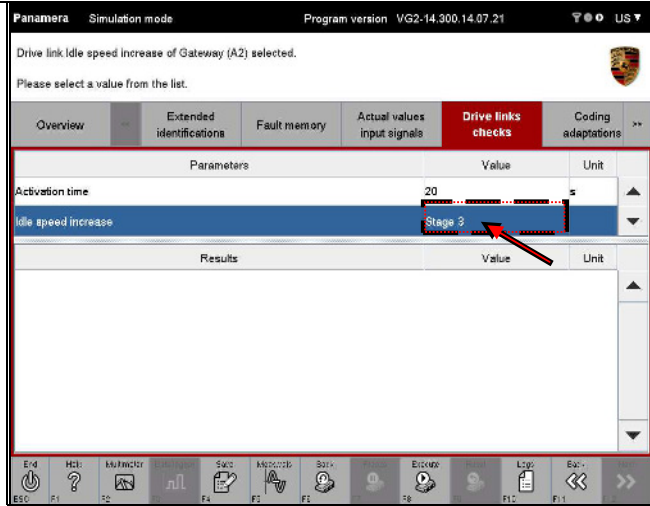 Panamera Simulation mode Program version VG2-14.300.14.07.21 US
Drive link Idle speed increase of Gateway (A2) selected.
Please select a value from the list.
Overview ... Extended identifications Fault memory Actual values input signals Drive links checks Coding adaptations >>
Parameters Value Unit
Activation time 20 s
Idle speed increase Stage 3
Results Value Unit
End Help Multimeter Save Back Execute Logs Back
ESC F1 F2 F4 F5 F6 F8 F10 F11